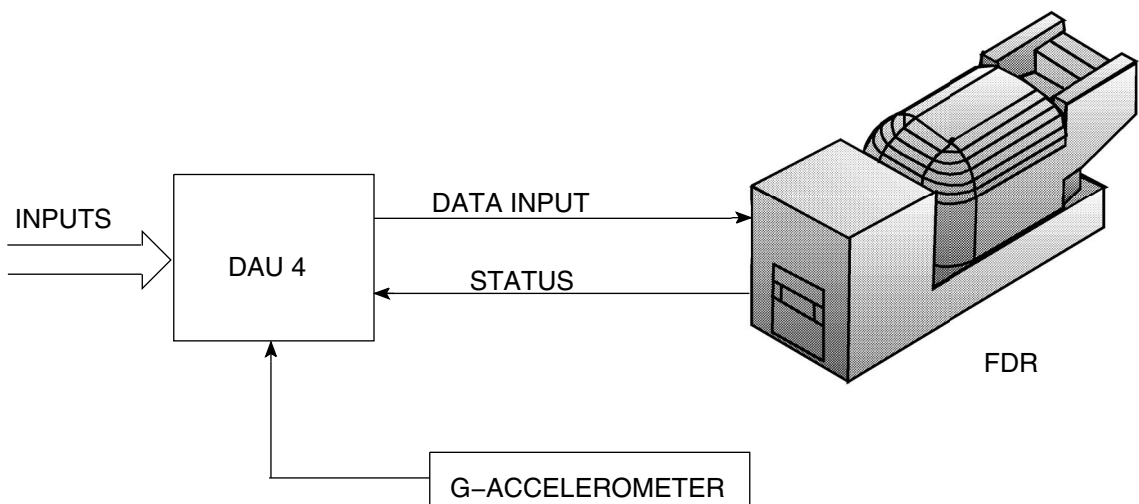 DATA INPUT
INPUTS
DAU 4
STATUS
FDR
G−ACCELEROMETER